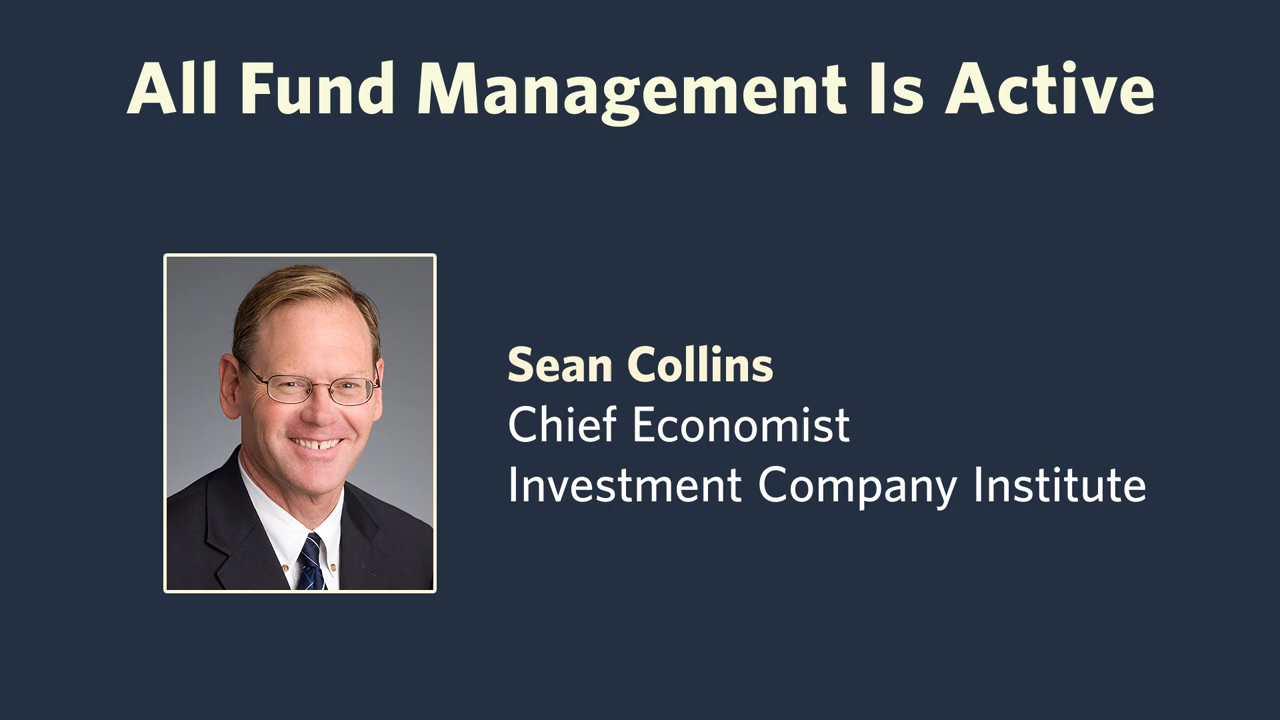 All Fund Management Is Active
Sean Collins
Chief Economist
Investment Company Institute